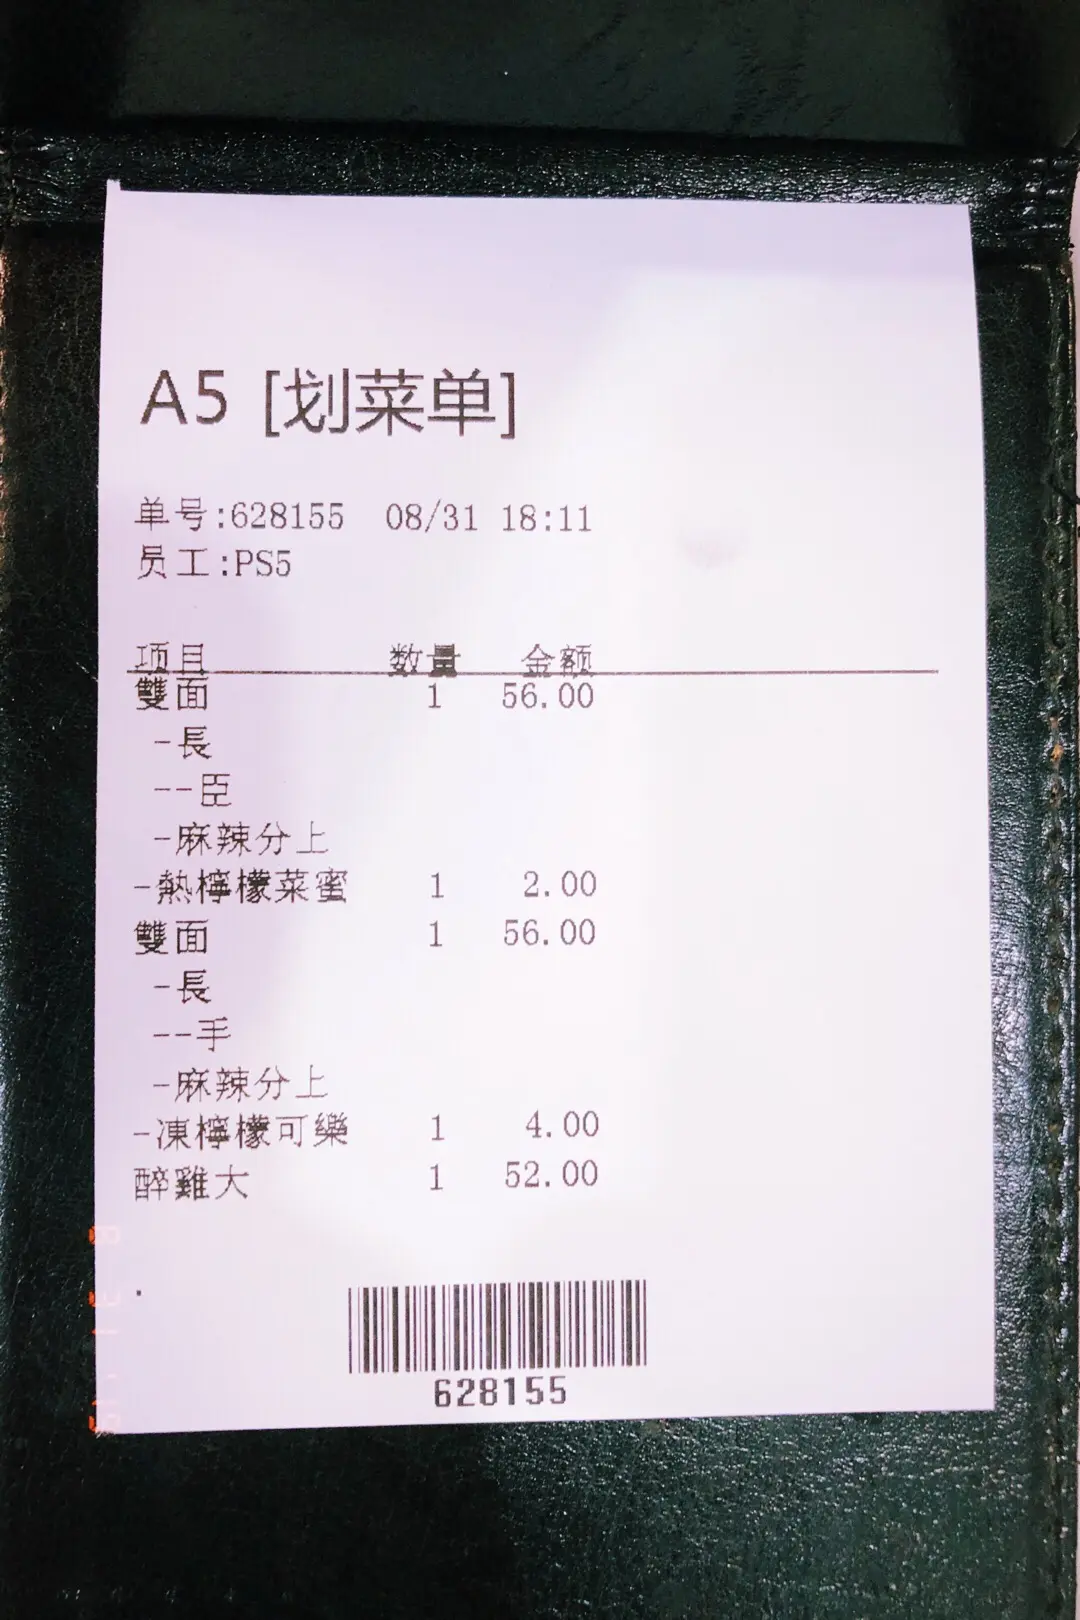 A5 [划菜单]
单号:628155 08/31 18:11
员工:PS5
项目 数量 金额
雙面 1 56.00
-長
--臣
-麻辣分上
-熱檸檬菜蜜 1 2.00
雙面 1 56.00
-長
--手
-麻辣分上
-凍檸檬可樂 1 4.00
醉雞大 1 52.00
628155